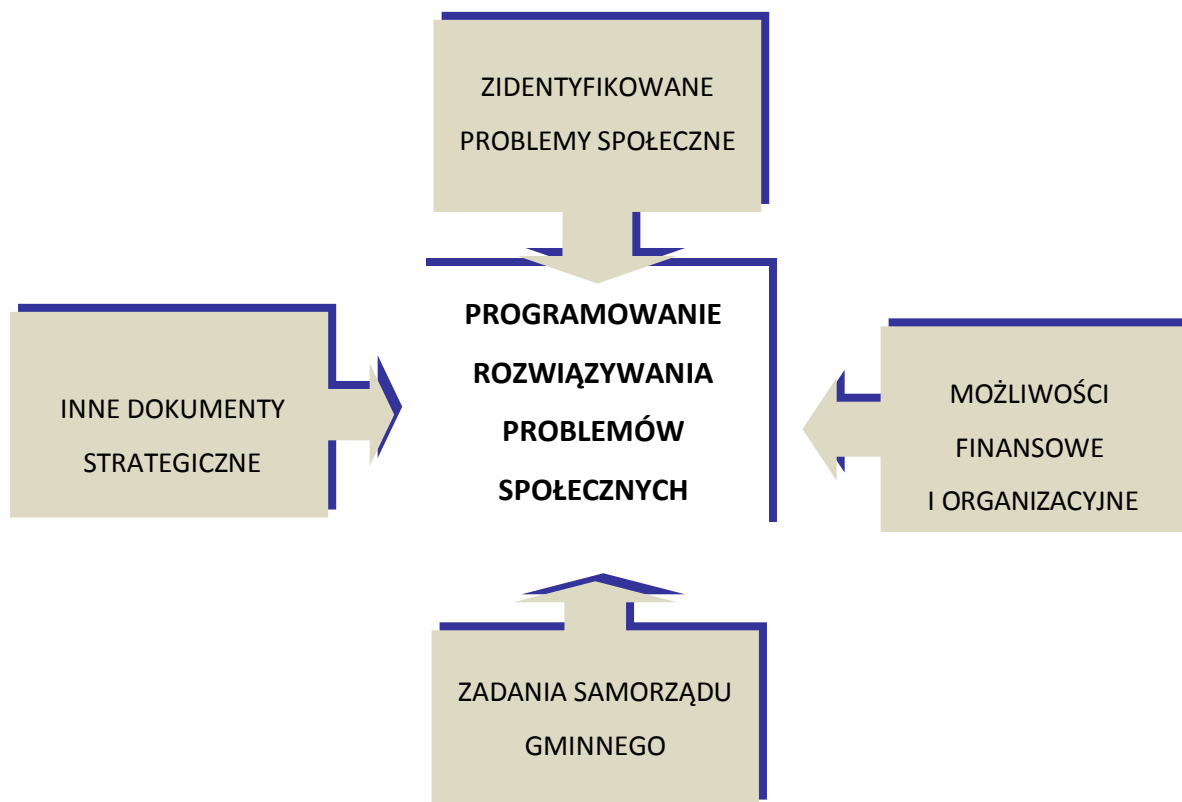 ZIDENTYFIKOWANE
PROBLEMY SPOŁECZNE
PROGRAMOWANIE
ROZWIĄZYWANIA
PROBLEMÓW
SPOŁECZNYCH
INNE DOKUMENTY
STRATEGICZNE
MOŻLIWOŚCI
FINANSOWE
I ORGANIZACYJNE
ZADANIA SAMORZĄDU
GMINNEGO